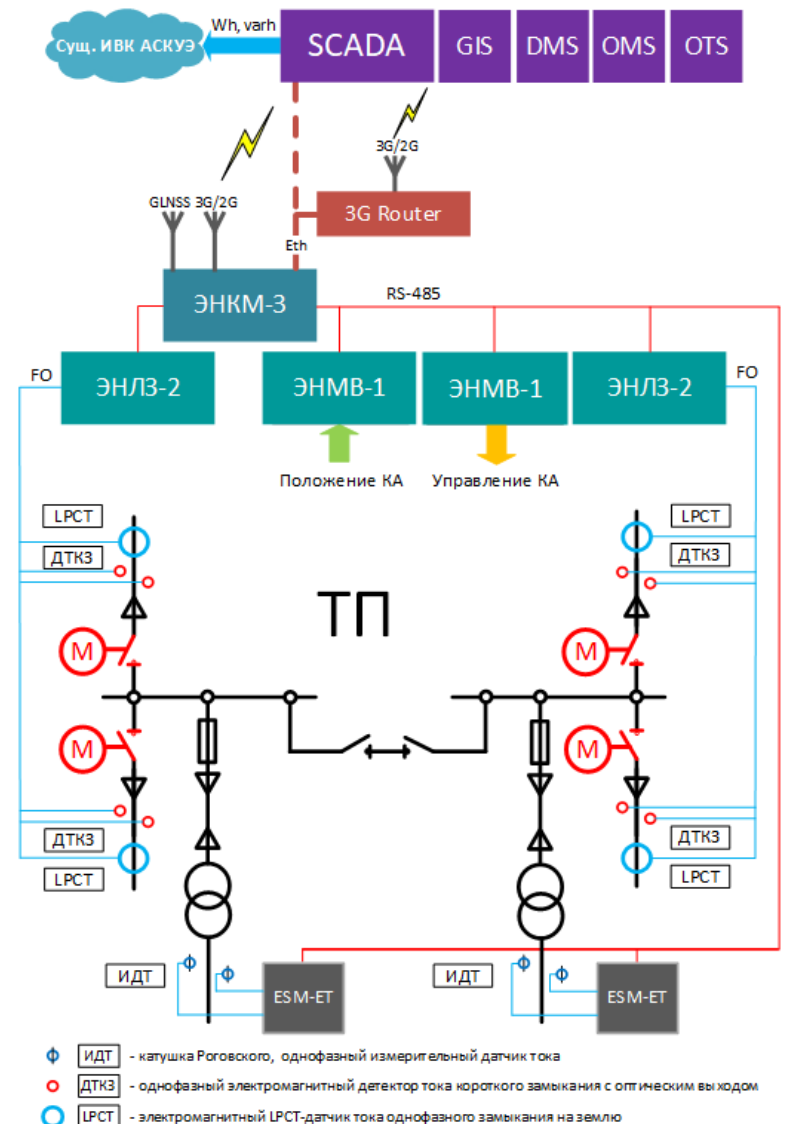 Wh, varh
Сущ. ИВК АСКУЭ
SCADA
GIS
DMS
OMS
OTS
3G/2G
GLNSS 3G/2G
3G Router
Eth
ЭНКМ-3
RS-485
FO
ЭНЛЗ-2
ЭНМВ-1
ЭНМВ-1
ЭНЛЗ-2
FO
Положение КА
Управление КА
LPCT
LPCT
ДТКЗ
ДТКЗ
ТП
M
M
M
M
ДТКЗ
ДТКЗ
LPCT
LPCT
ИДТ
ESM-ET
ИДТ
ESM-ET
ИДТ - катушка Роговского, однофазный измерительный датчик тока
ДТКЗ - однофазный электромагнитный детектор тока короткого замыкания с оптическим выходом
LPCT - электромагнитный LPCT-датчик тока однофазного замыкания на землю